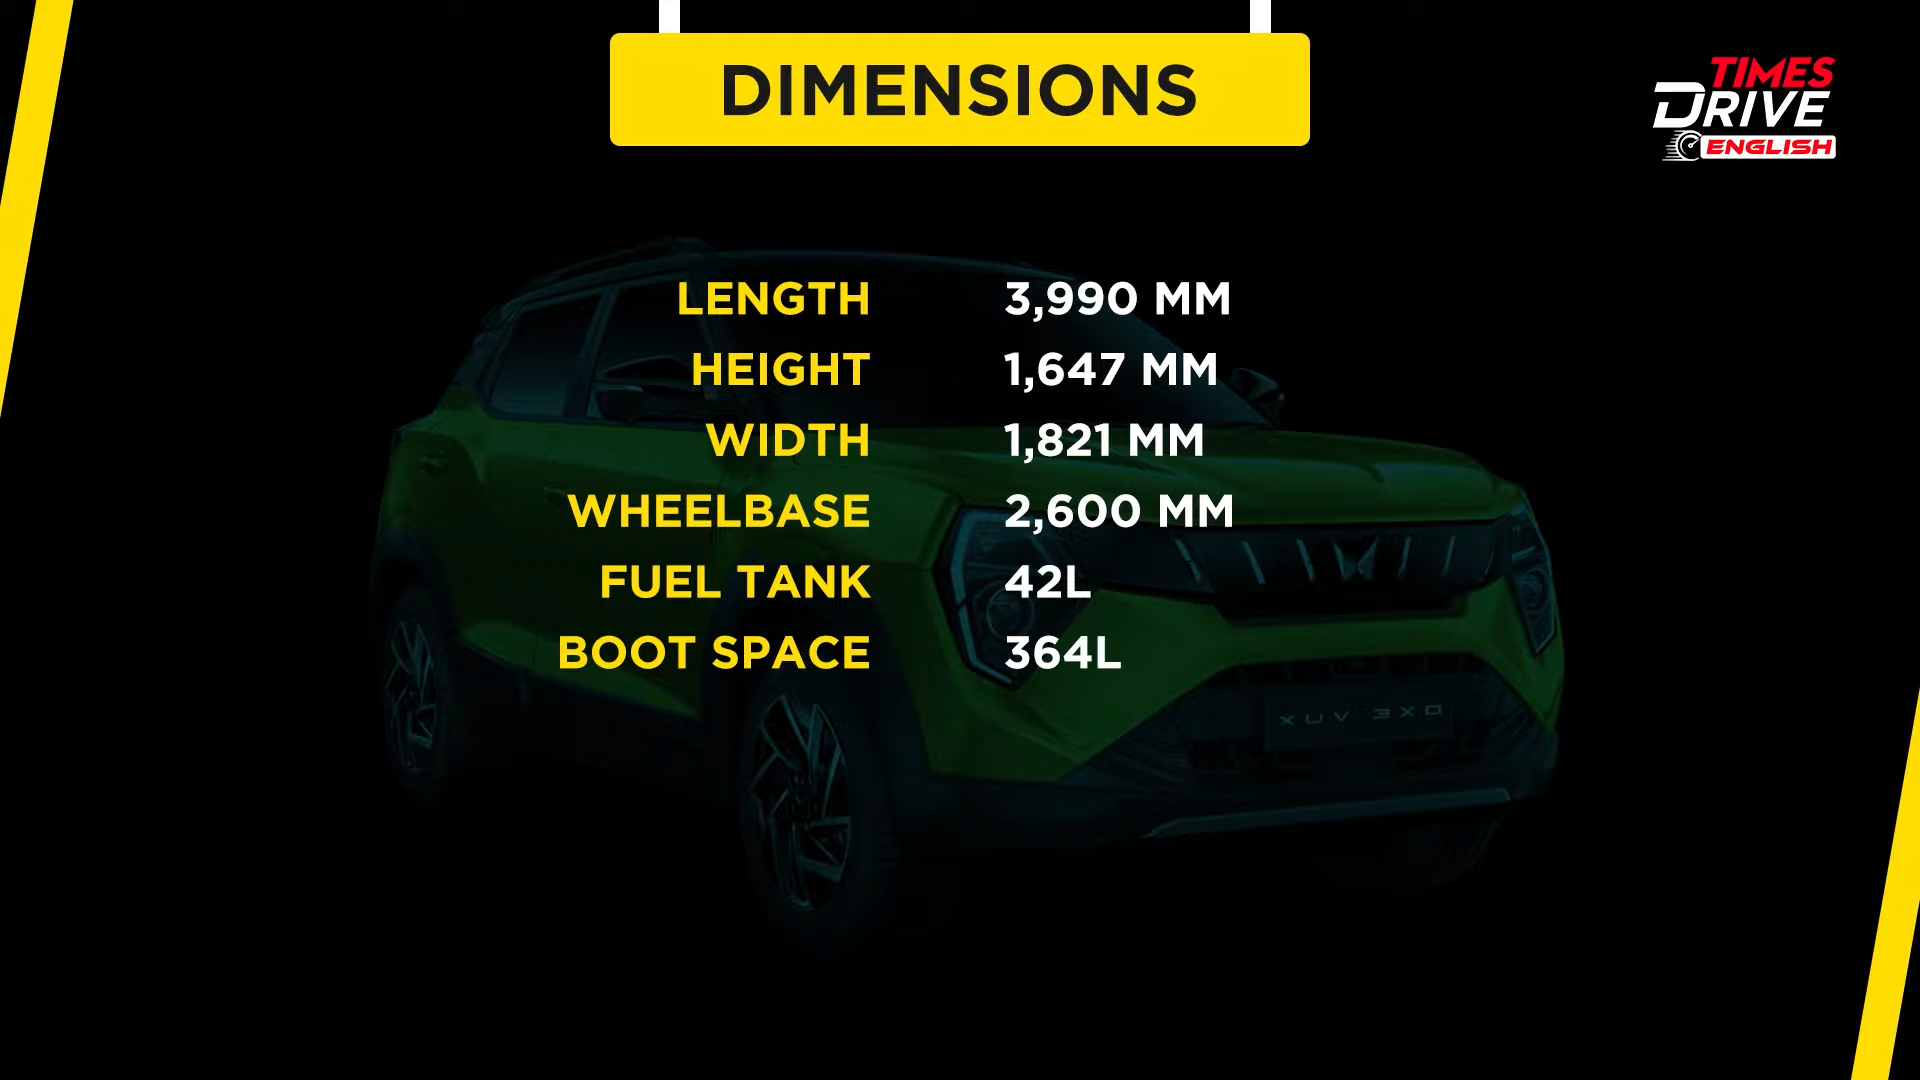 DIMENSIONS
TIMES
DRIVE
ENGLISH
LENGTH 3,990 MM
HEIGHT 1,647 MM
WIDTH 1,821 MM
WHEELBASE 2,600 MM
FUEL TANK 42L
BOOT SPACE 364L
XUV 3XO